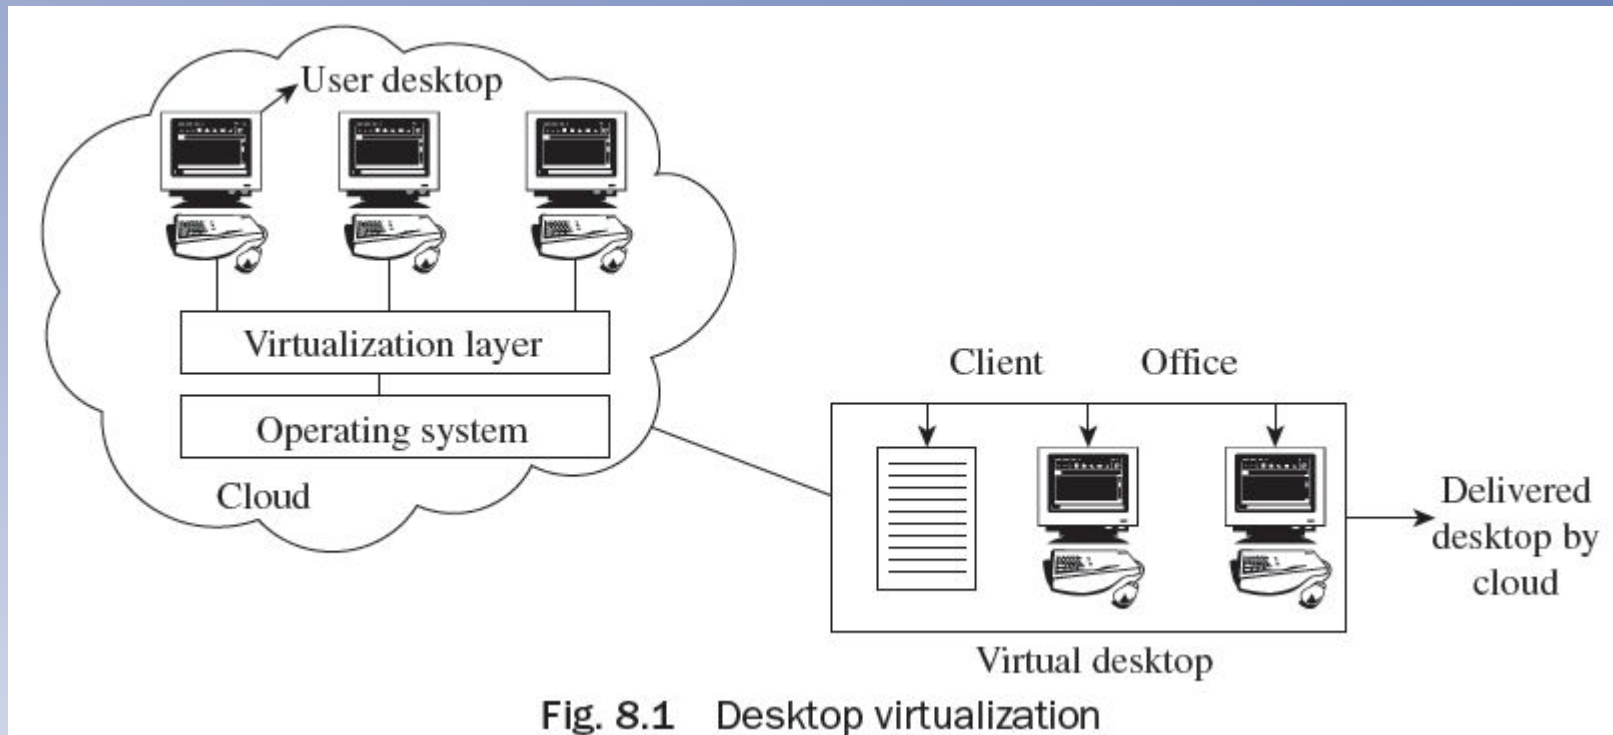 User desktop
Virtualization layer
Operating system
Cloud
Client Office
Delivered
desktop by
cloud
Virtual desktop
Fig. 8.1 Desktop virtualization